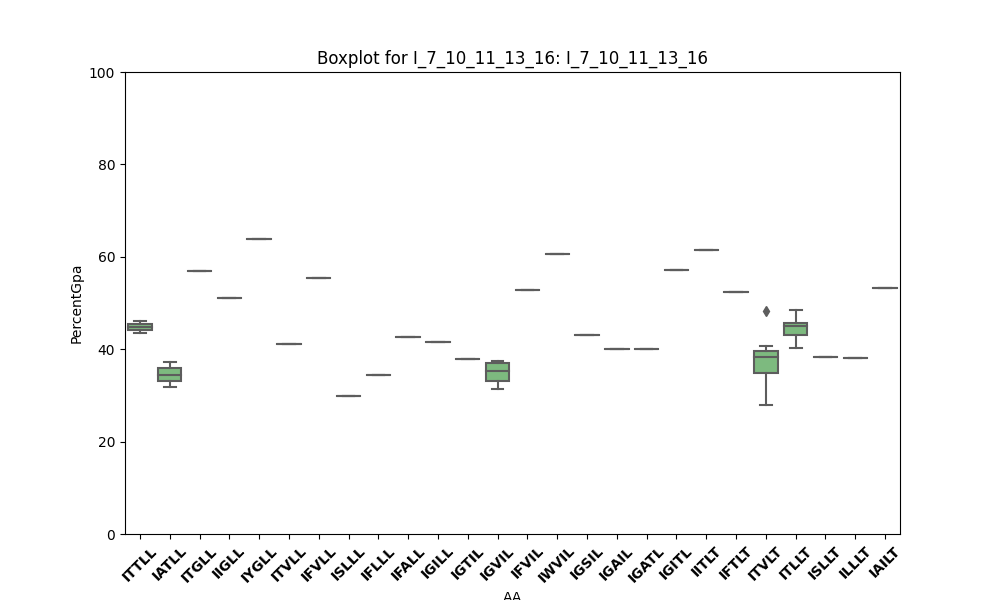 Boxplot for I_7_10_11_13_16: I_7_10_11_13_16
100
80
60
40
20
0
PercentGpa
ITTLL IATLL ITGLL IIGLL IYGLL ITVLL IFVLL ISLLL IFLLL IFALL IGILL IGTIL IGVIL IFVIL IWVIL IGSIL IGAIL IGATL IGITL IITLT IFTLT ITVLT ITLLT ISLLT ILLLT IAILT
AA